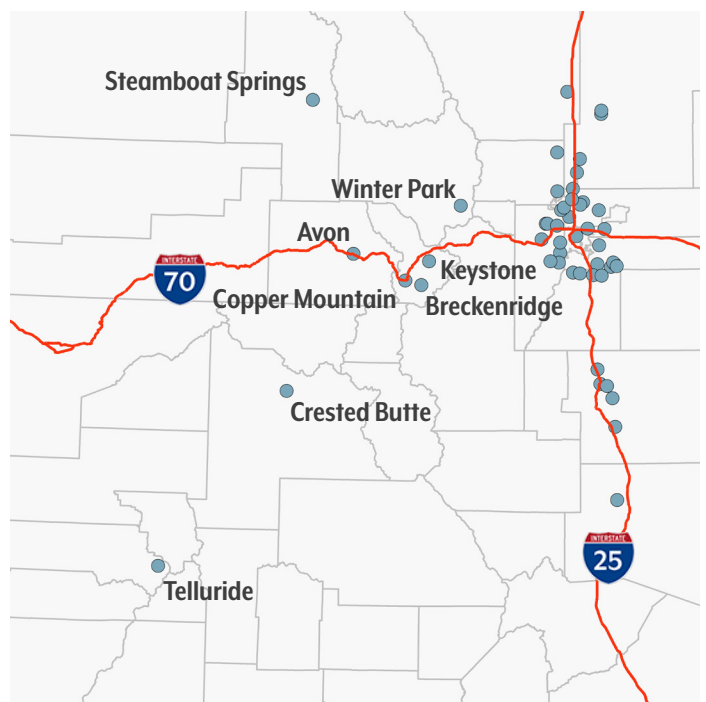 Steamboat Springs
Winter Park
Avon
INTERSTATE
70
Keystone
Copper Mountain
Breckenridge
Crested Butte
INTERSTATE
25
Telluride